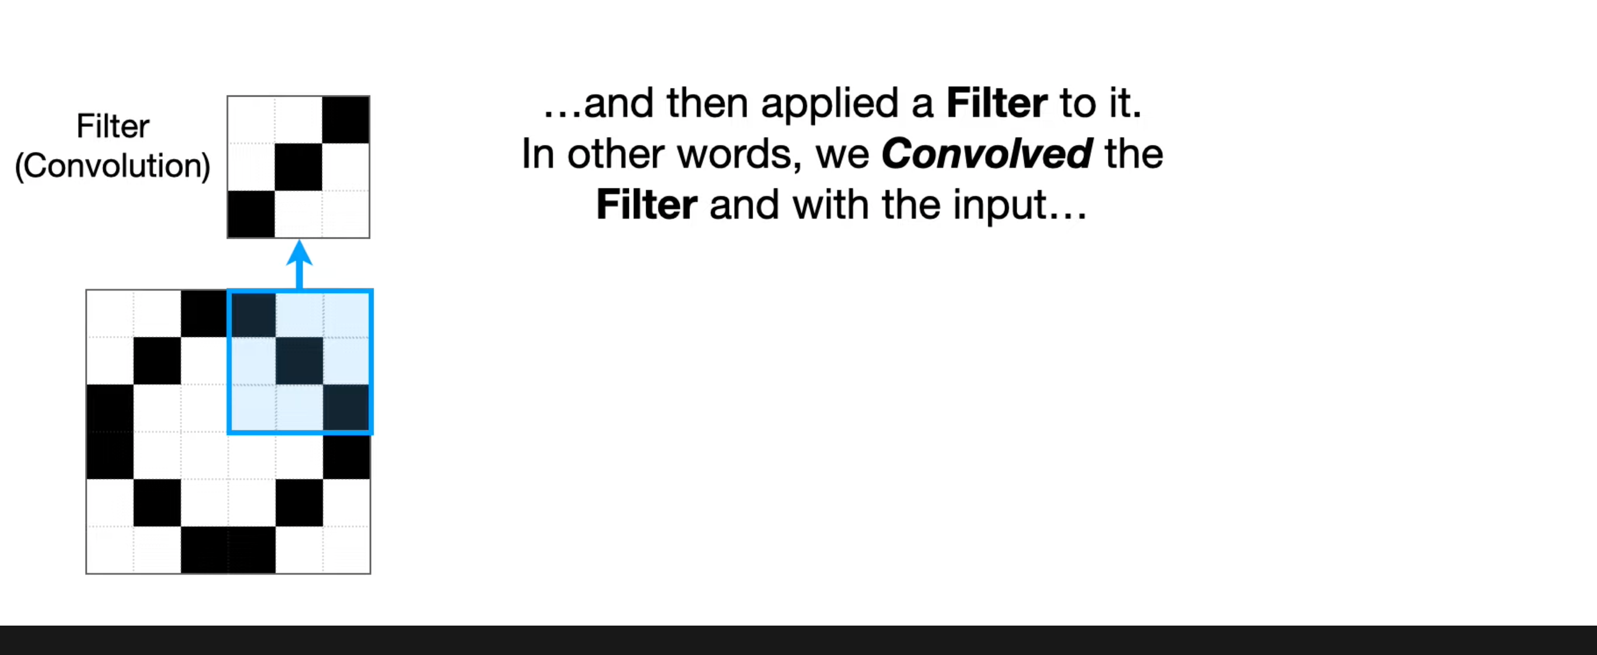 Filter
(Convolution)
…and then applied a Filter to it.
In other words, we Convolved the
Filter and with the input…